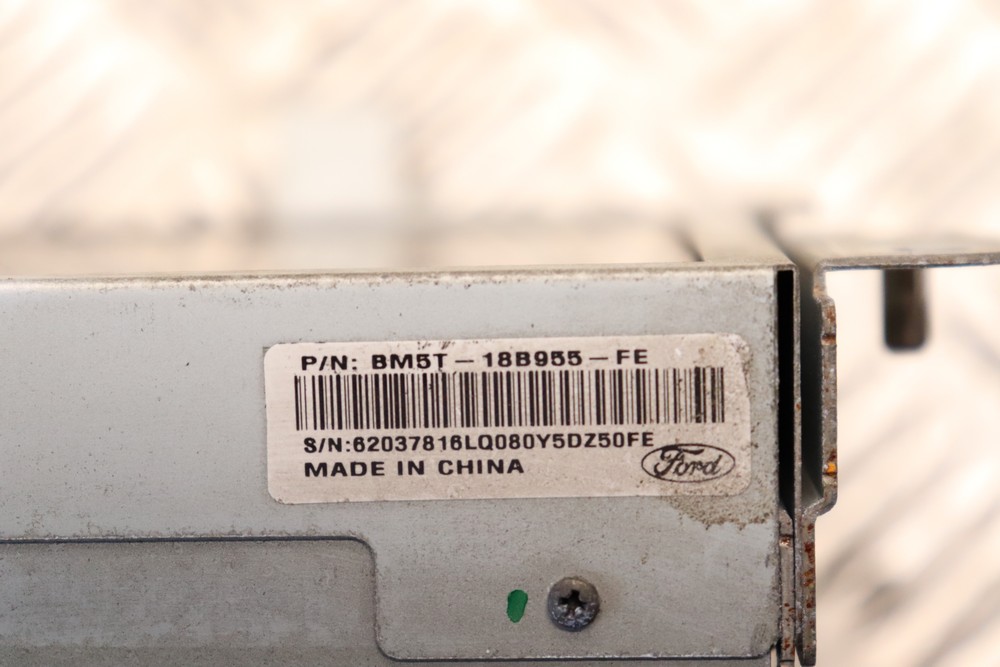 P/N: BM5T-18B955-FE
S/N:62037816LQ080Y5DZ50FE
MADE IN CHINA
Ford